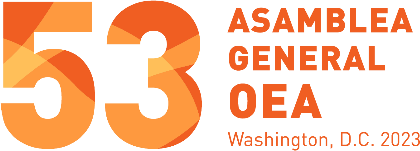 53
ASAMBLEA
GENERAL
OEA
Washington, D.C. 2023